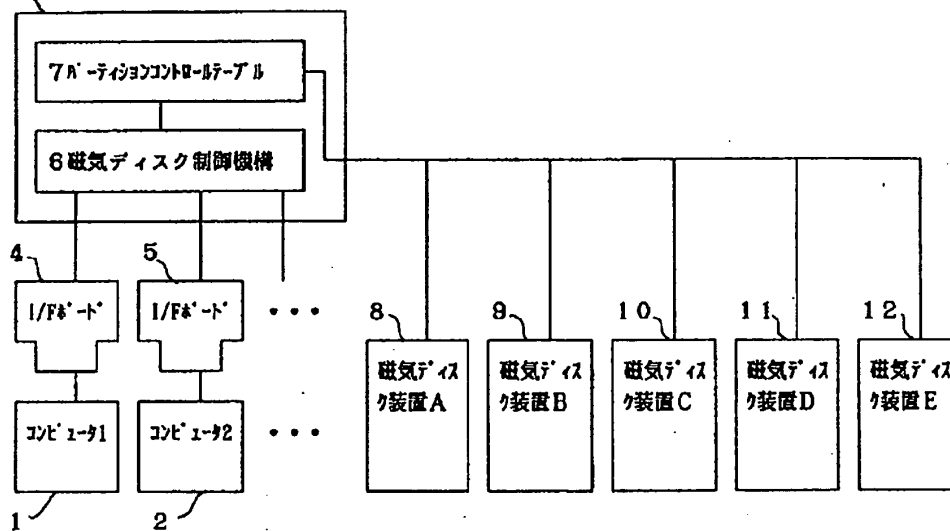 7パーティションコントロールテーブル
6磁気ディスク制御機構
4
5
I/Fボード
I/Fボード
・・・
8
9
10
11
12
磁気ディス
ク装置A
磁気ディス
ク装置B
磁気ディス
ク装置C
磁気ディス
ク装置D
磁気ディス
ク装置E
コンピュータ1
コンピュータ2
・・・
1
2